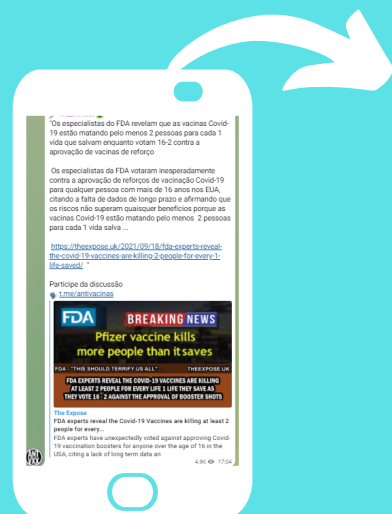 "Os especialistas do FDA revelam que as vacinas Covid-
19 estão matando pelo menos 2 pessoas para cada 1
vida que salvam enquanto votam 16-2 contra a
aprovação de vacinas de reforço
Os especialistas da FDA votaram inesperadamente
contra a aprovação de reforços de vacinação Covid-19
para qualquer pessoa com mais de 16 anos nos EUA,
citando a falta de dados de longo prazo e afirmando que
os riscos não superam quaisquer benefícios porque as
vacinas Covid-19 estão matando pelo menos 2 pessoas
para cada 1 vida salva ...
https://theexpose.uk/2021/09/18/fda-experts-reveal-
the-covid-19-vaccines-are-killing-2-people-for-every-1-
life-saved/ "
Participe da discussão
t.me/antivacinas
FDA
BREAKING NEWS
Pfizer vaccine kills
more people than it saves
FDA - "THIS SHOULD TERRIFY US ALL".
THEEXPOSE.UK
FDA EXPERTS REVEAL THE COVID-19 VACCINES ARE KILLING
AT LEAST 2 PEOPLE FOR EVERY LIFE 1 LIFE THEY SAVE AS
THEY VOTE 16 - 2 AGAINST THE APPROVAL OF BOOSTER SHOTS
The Expose
FDA experts reveal the Covid-19 Vaccines are killing at least 2
people for every...
FDA experts have unexpectedly voted against approving Covid-
19 vaccination boosters for anyone over the age of 16 in the
USA, citing a lack of long term data an
4.9K 17:04